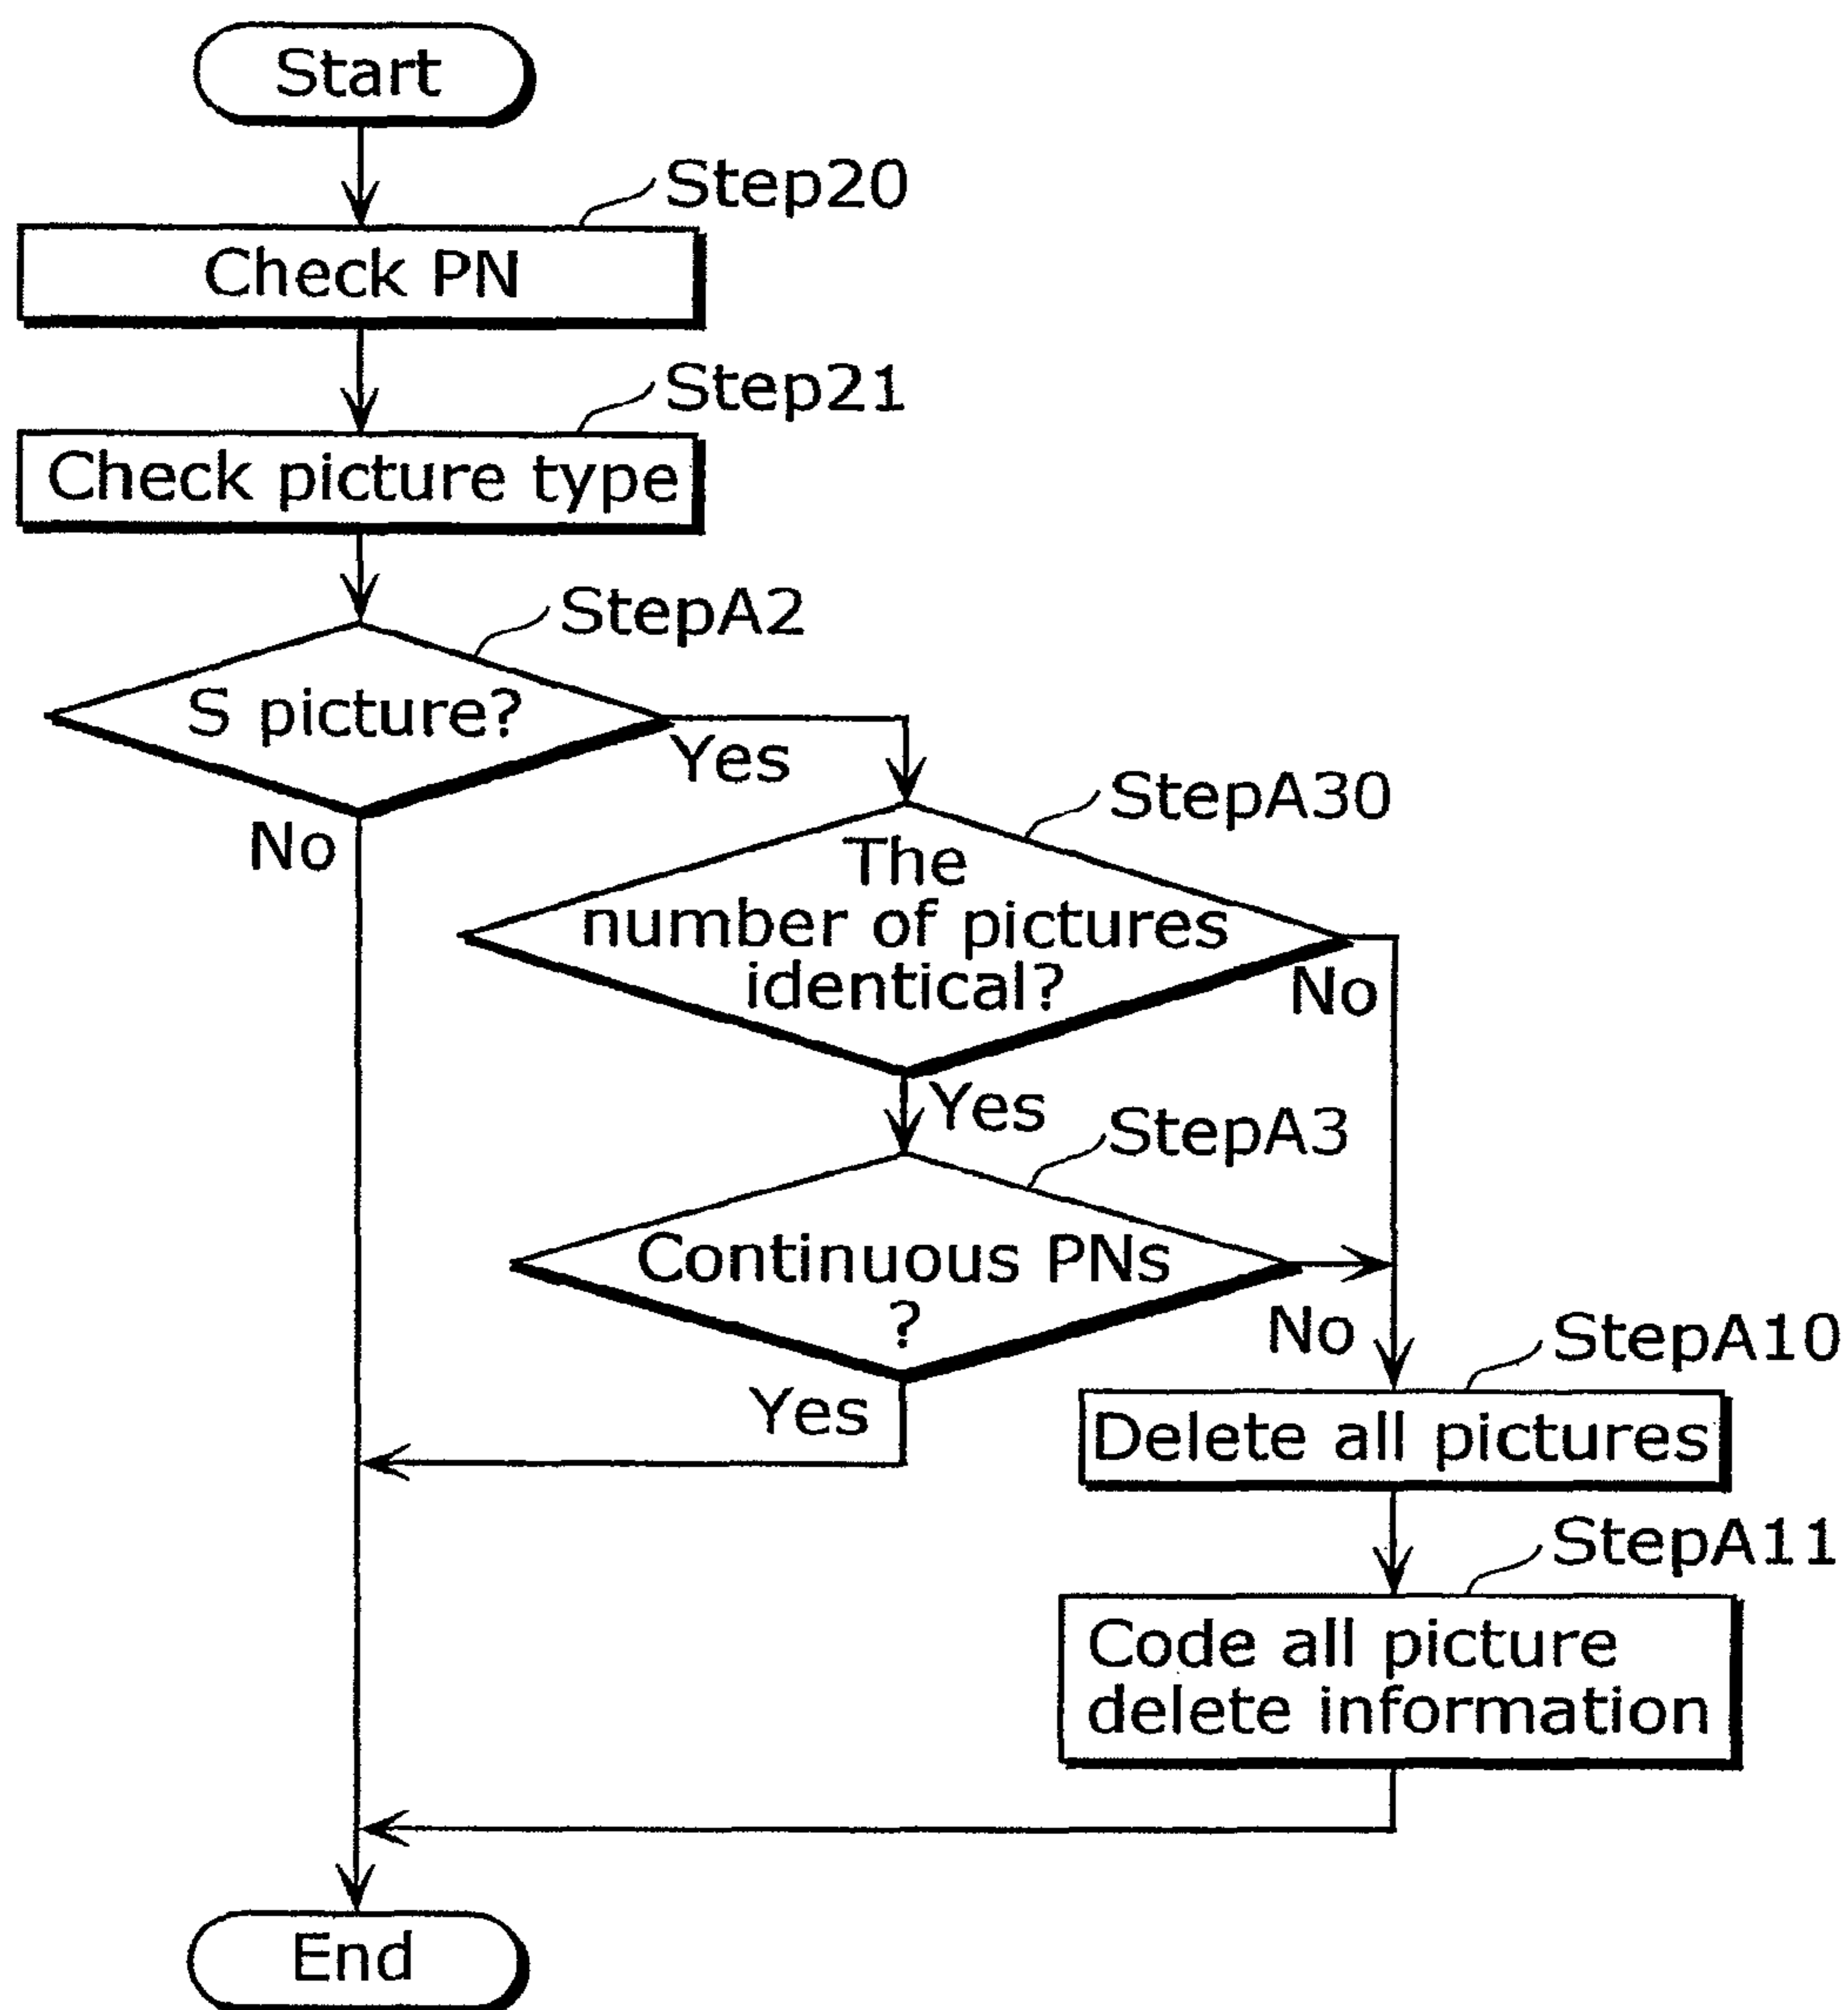 Start
Step20
Check PN
Step21
Check picture type
StepA2
S picture?
Yes
No
StepA30
The
number of pictures
identical?
No
Yes
StepA3
Continuous PNs
?
No
Yes
StepA10
Delete all pictures
StepA11
Code all picture
delete information
End